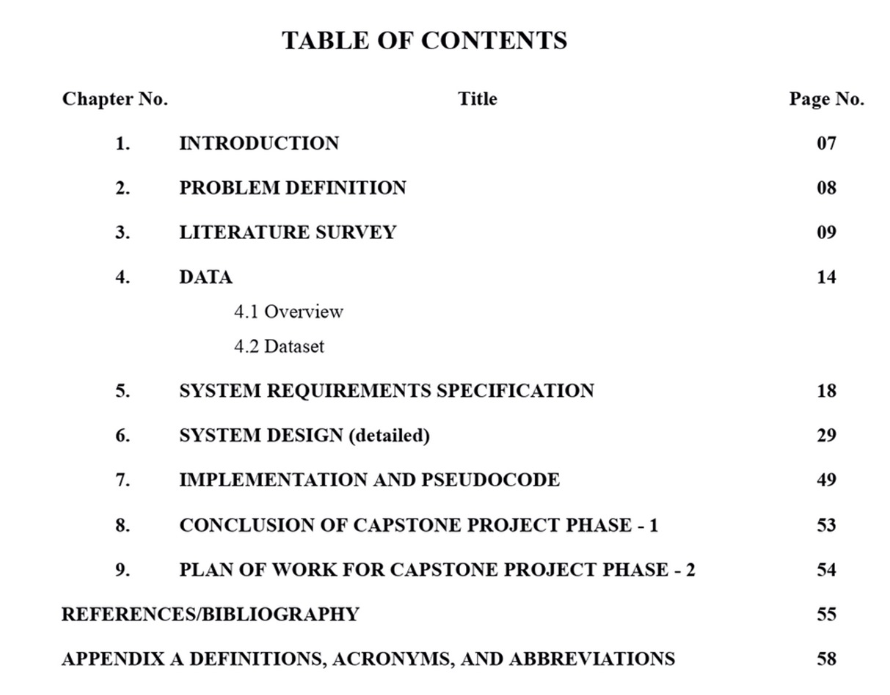 TABLE OF CONTENTS
Chapter No. Title Page No.
1. INTRODUCTION 07
2. PROBLEM DEFINITION 08
3. LITERATURE SURVEY 09
4. DATA 14
4.1 Overview
4.2 Dataset
5. SYSTEM REQUIREMENTS SPECIFICATION 18
6. SYSTEM DESIGN (detailed) 29
7. IMPLEMENTATION AND PSEUDOCODE 49
8. CONCLUSION OF CAPSTONE PROJECT PHASE - 1 53
9. PLAN OF WORK FOR CAPSTONE PROJECT PHASE - 2 54
REFERENCES/BIBLIOGRAPHY 55
APPENDIX A DEFINITIONS, ACRONYMS, AND ABBREVIATIONS 58